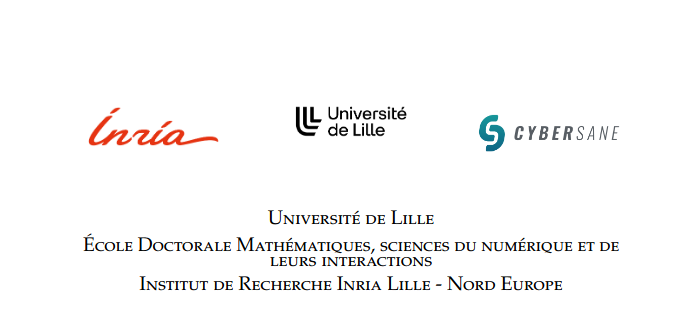 Inria
Université
de Lille
CYBERSANE
Université de Lille
École Doctorale Mathématiques, sciences du numérique et de
leurs interactions
Institut de Recherche Inria Lille - Nord Europe